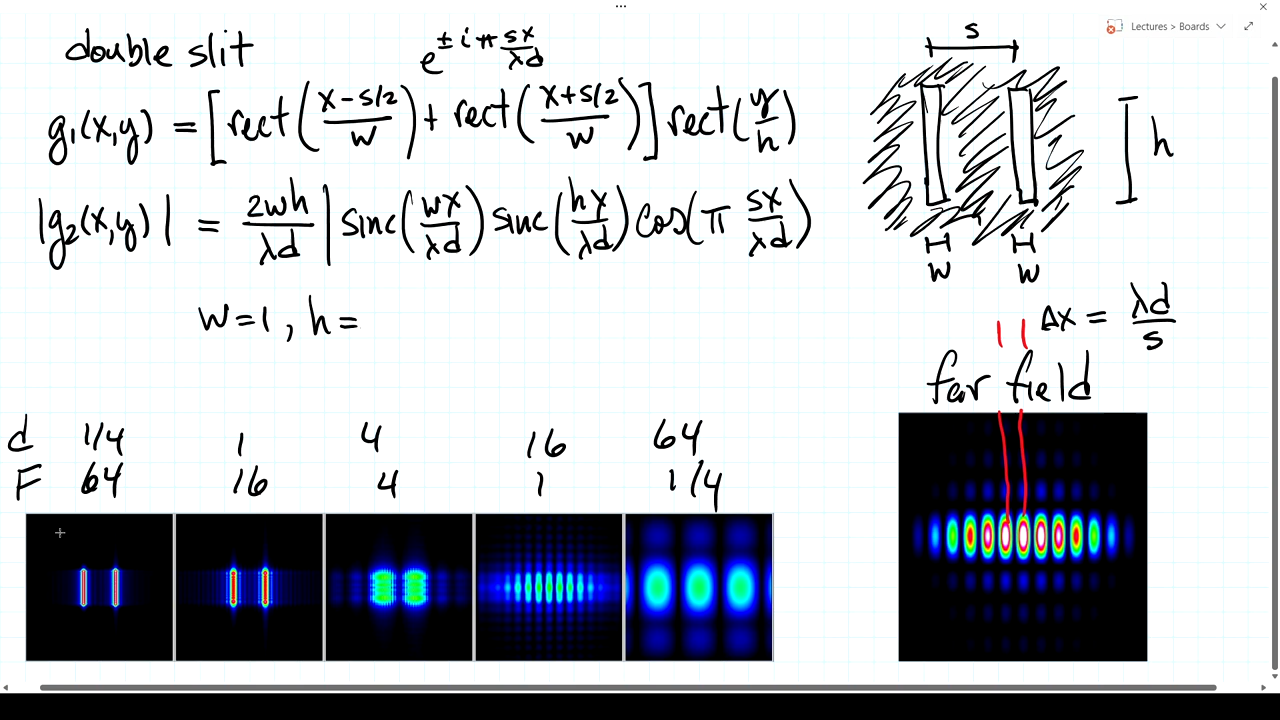 ...
Lectures > Boards
double slit
e^{± iπ sx/λd}
g₁(x,y) = [rect((x-s/2)/w) + rect((x+s/2)/w)] rect(y/h)
|g₂(x,y)| = 2wh/λd |sinc(wx/λd) sinc(hy/λd) cos(π sx/λd)
w=1, h=
s
h
w w
Δx = λd/s
far field
d 1/4 1 4 16 64
F 64 16 4 1 1/4